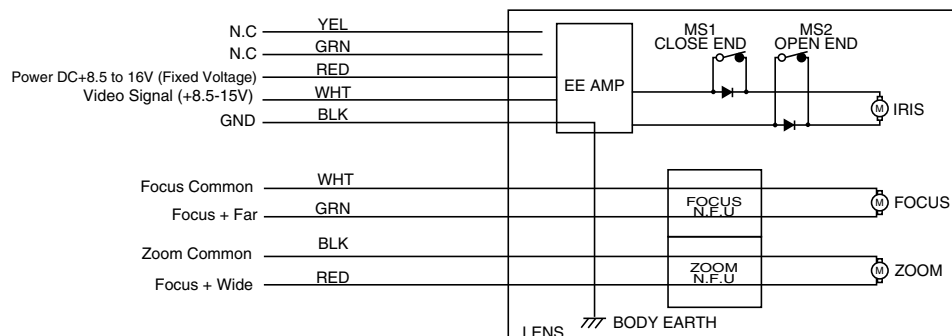 N.C YEL
N.C GRN
Power DC+8.5 to 16V (Fixed Voltage) RED
Video Signal (+8.5-15V) WHT
GND BLK
EE AMP
MS1
CLOSE END
MS2
OPEN END
M IRIS
Focus Common WHT
Focus + Far GRN
FOCUS
N.F.U
M FOCUS
Zoom Common BLK
Focus + Wide RED
ZOOM
N.F.U
M ZOOM
LENS
BODY EARTH